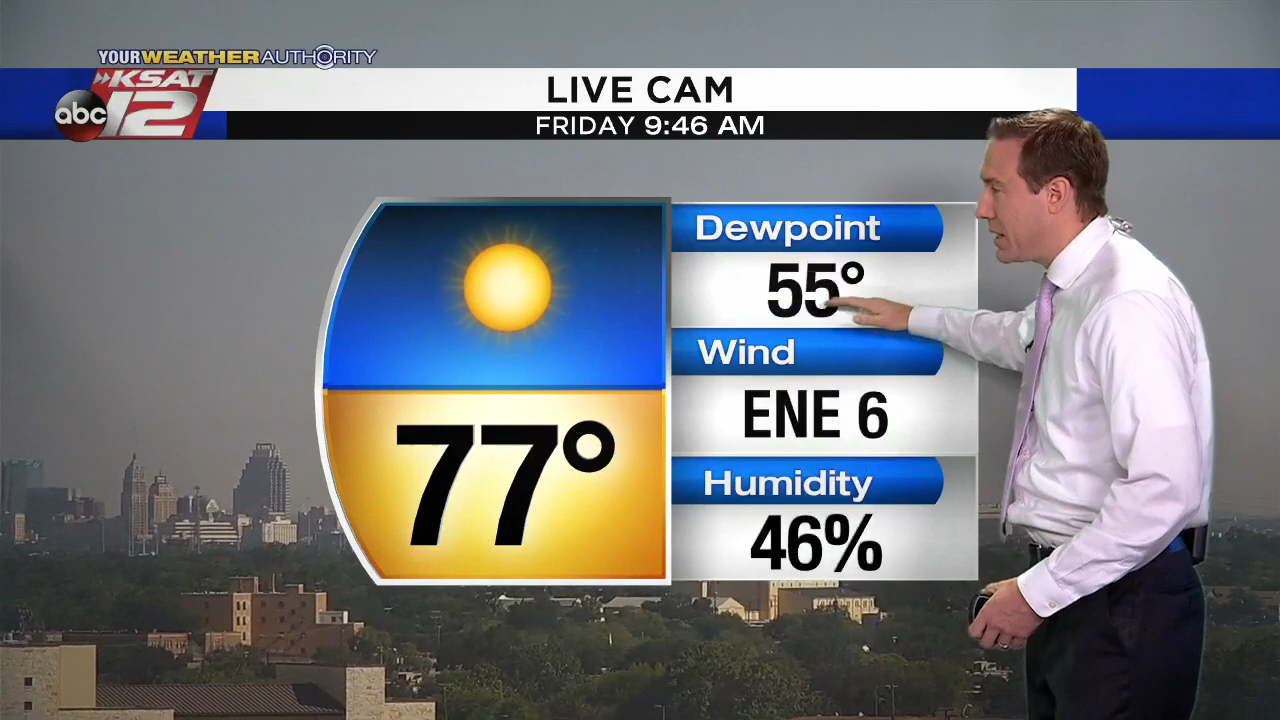 YOURWEATHERAUTHORITY
KSAT
abc 12
LIVE CAM
FRIDAY 9:46 AM
Dewpoint
55°
Wind
ENE 6
77°
Humidity
46%